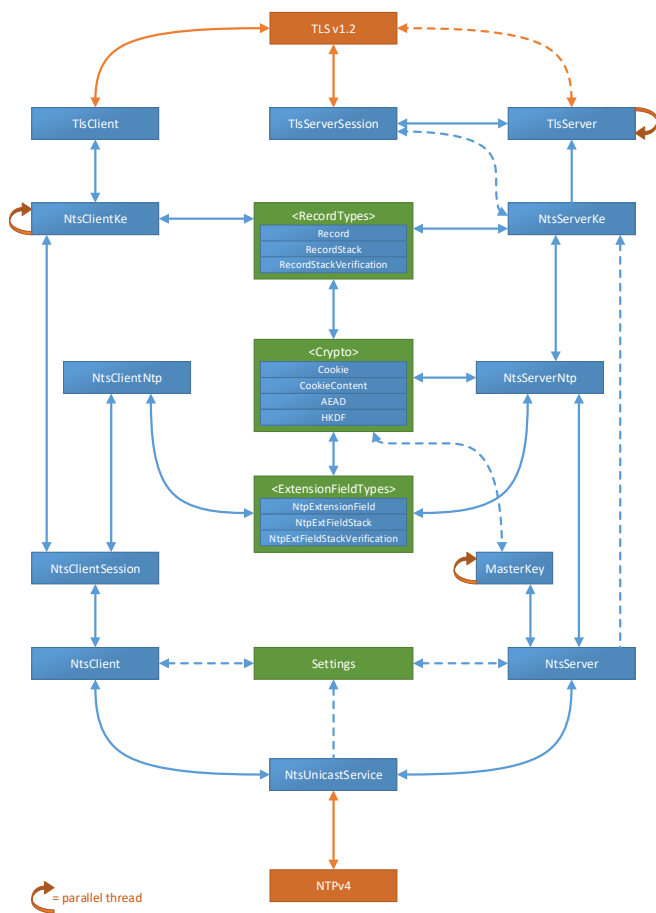 TLS v1.2
TlsClient
TlsServerSession
TlsServer
NtsClientKe
<RecordTypes>
Record
RecordStack
RecordStackVerification
NtsServerKe
<Crypto>
Cookie
CookieContent
AEAD
HKDF
NtsClientNtp
NtsServerNtp
<ExtensionFieldTypes>
NtpExtensionField
NtpExtFieldStack
NtpExtFieldStackVerification
NtsClientSession
MasterKey
NtsClient
Settings
NtsServer
NtsUnicastService
NTPv4
= parallel thread